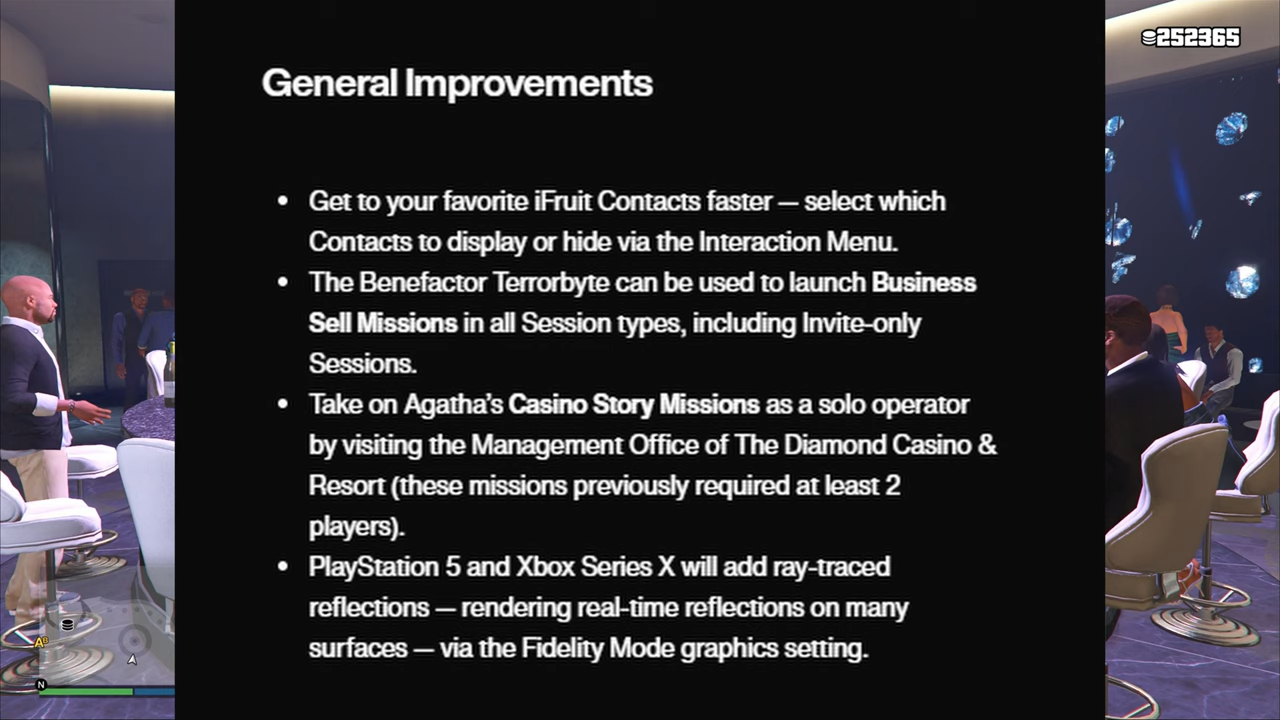 252365
General Improvements
• Get to your favorite iFruit Contacts faster — select which
Contacts to display or hide via the Interaction Menu.
• The Benefactor Terrorbyte can be used to launch Business
Sell Missions in all Session types, including Invite-only
Sessions.
• Take on Agatha’s Casino Story Missions as a solo operator
by visiting the Management Office of The Diamond Casino &
Resort (these missions previously required at least 2
players).
• PlayStation 5 and Xbox Series X will add ray-traced
reflections — rendering real-time reflections on many
surfaces — via the Fidelity Mode graphics setting.
AB
N